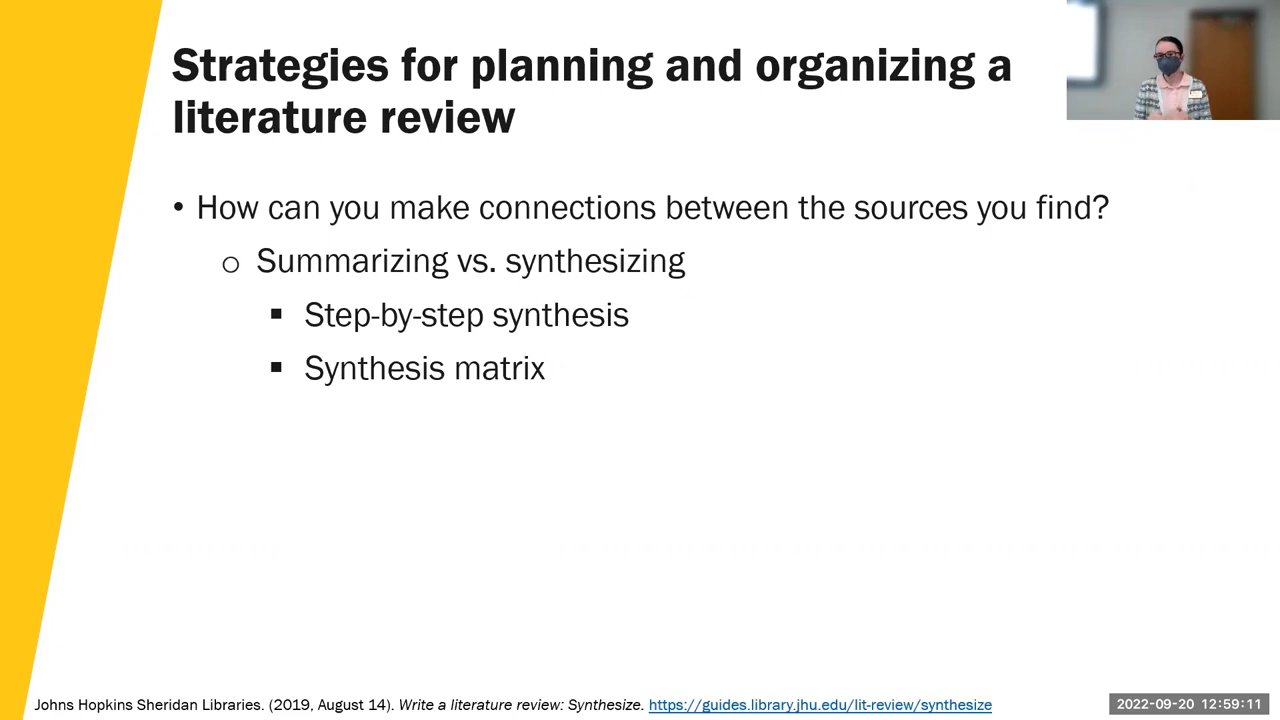 Strategies for planning and organizing a
literature review
• How can you make connections between the sources you find?
o Summarizing vs. synthesizing
▪ Step-by-step synthesis
▪ Synthesis matrix
Johns Hopkins Sheridan Libraries. (2019, August 14). Write a literature review: Synthesize. https://guides.library.jhu.edu/lit-review/synthesize
2022-09-20 12:59:11